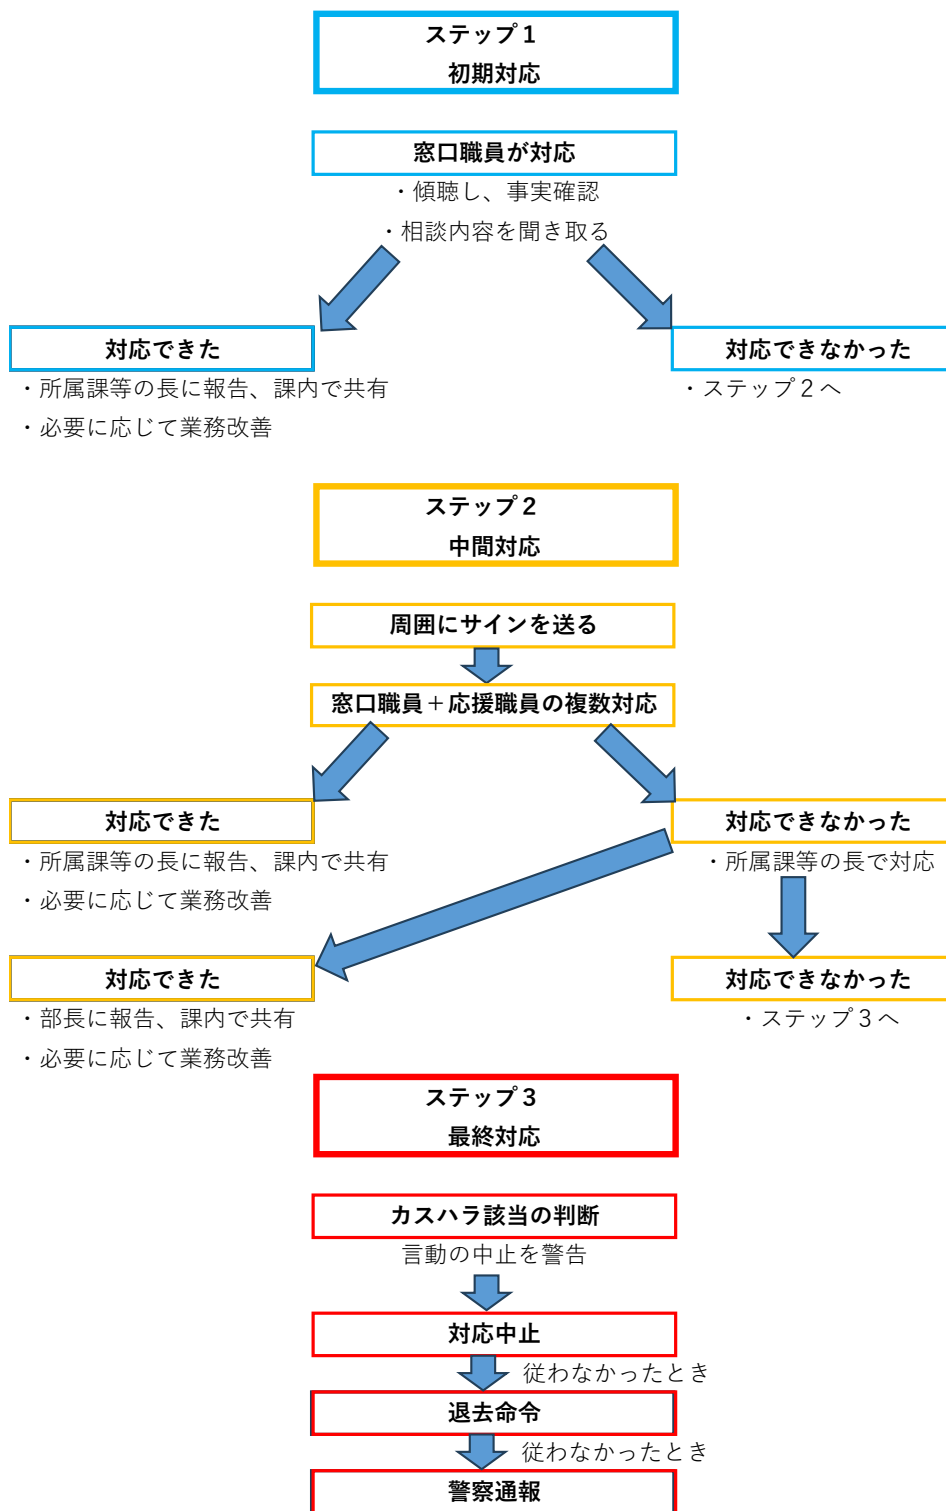 ステップ１
初期対応
窓口職員が対応
・傾聴し、事実確認
・相談内容を聞き取る
対応できた
・所属課等の長に報告、課内で共有
・必要に応じて業務改善
対応できなかった
・ステップ２へ
ステップ２
中間対応
周囲にサインを送る
窓口職員＋応援職員の複数対応
対応できた
・所属課等の長に報告、課内で共有
・必要に応じて業務改善
対応できなかった
・所属課等の長で対応
対応できた
・部長に報告、課内で共有
・必要に応じて業務改善
対応できなかった
・ステップ３へ
ステップ３
最終対応
カスハラ該当の判断
言動の中止を警告
対応中止
従わなかったとき
退去命令
従わなかったとき
警察通報